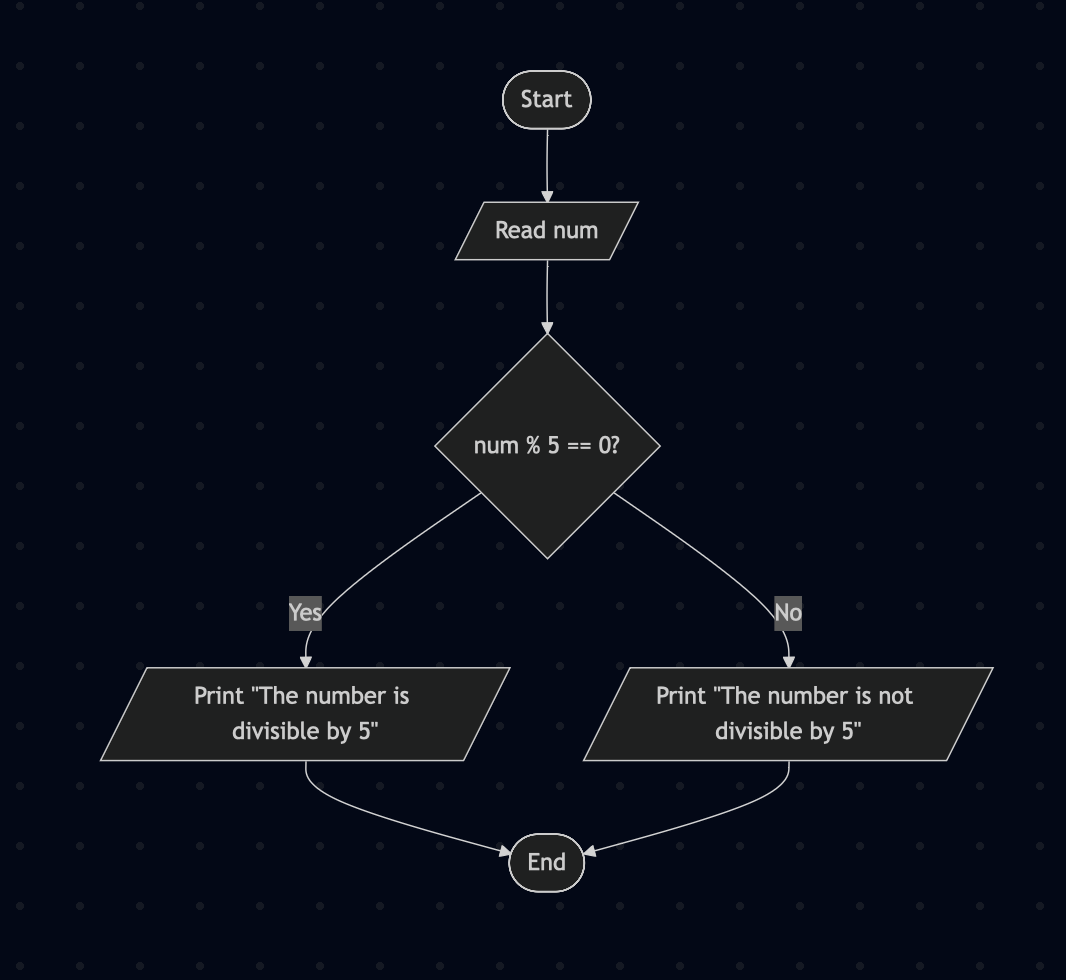 Start
Read num
num % 5 == 0?
Yes
No
Print "The number is
divisible by 5"
Print "The number is not
divisible by 5"
End